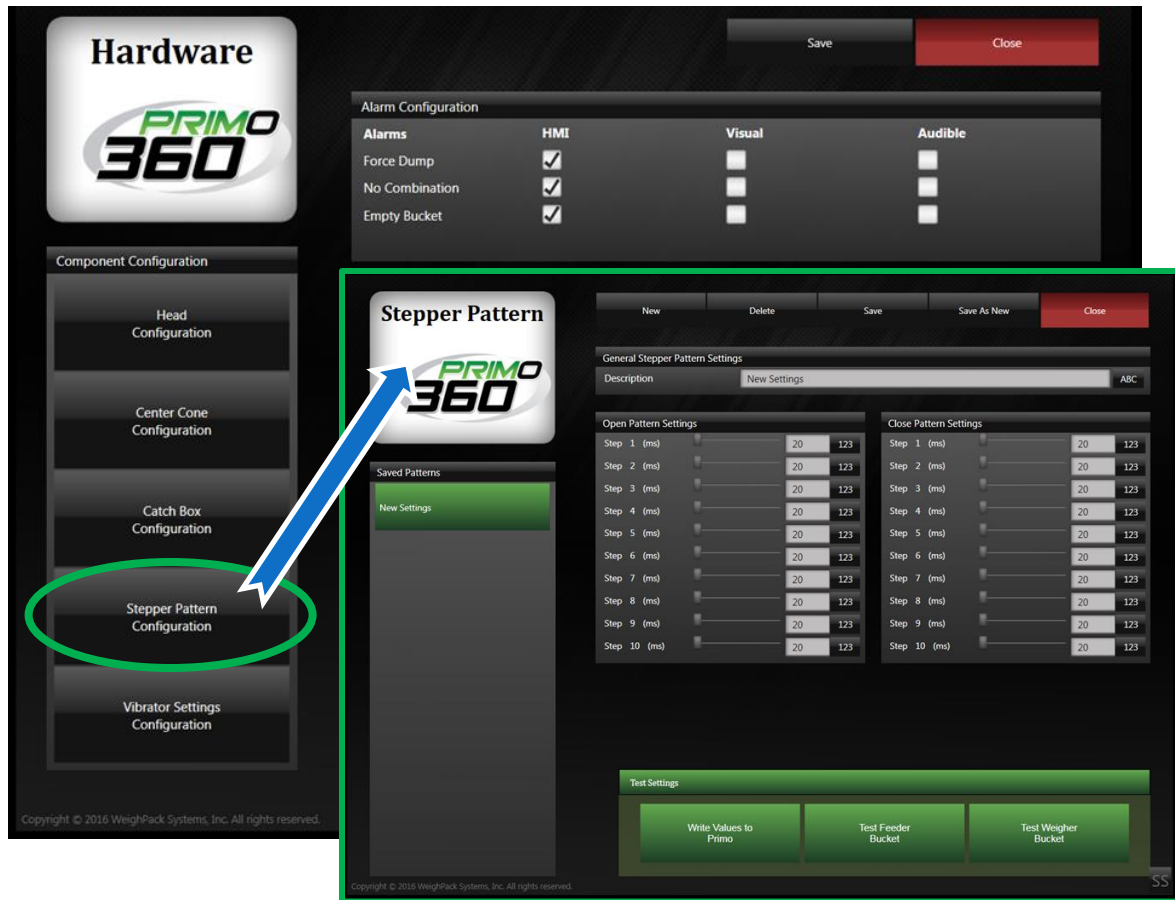 Hardware
PRIMO
360
Save
Close
Alarm Configuration
Alarms HMI Visual Audible
Force Dump
No Combination
Empty Bucket
Component Configuration
Head
Configuration
Center Cone
Configuration
Catch Box
Configuration
Stepper Pattern
Configuration
Vibrator Settings
Configuration
Copyright © 2016 WeighPack Systems, Inc. All rights reserved.
Stepper Pattern
PRIMO
360
New Delete Save Save As New Close
General Stepper Pattern Settings
Description New Settings ABC
Saved Patterns
New Settings
Open Pattern Settings
Step 1 (ms) 20 123
Step 2 (ms) 20 123
Step 3 (ms) 20 123
Step 4 (ms) 20 123
Step 5 (ms) 20 123
Step 6 (ms) 20 123
Step 7 (ms) 20 123
Step 8 (ms) 20 123
Step 9 (ms) 20 123
Step 10 (ms) 20 123
Close Pattern Settings
Step 1 (ms) 20 123
Step 2 (ms) 20 123
Step 3 (ms) 20 123
Step 4 (ms) 20 123
Step 5 (ms) 20 123
Step 6 (ms) 20 123
Step 7 (ms) 20 123
Step 8 (ms) 20 123
Step 9 (ms) 20 123
Step 10 (ms) 20 123
Test Settings
Write Values to
Primo
Test Feeder
Bucket
Test Weigher
Bucket
Copyright © 2016 WeighPack Systems, Inc. All rights reserved.
SS